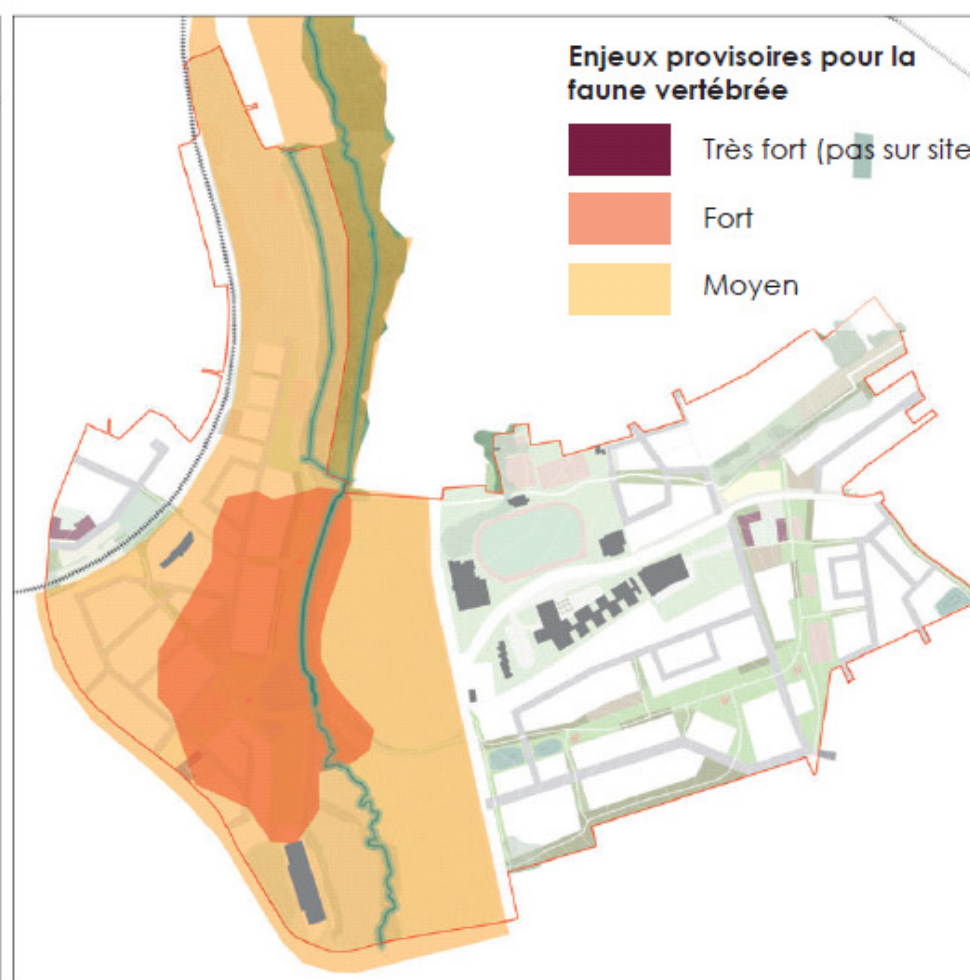 Enjeux provisoires pour la
faune vertébrée
Très fort (pas sur site
Fort
Moyen